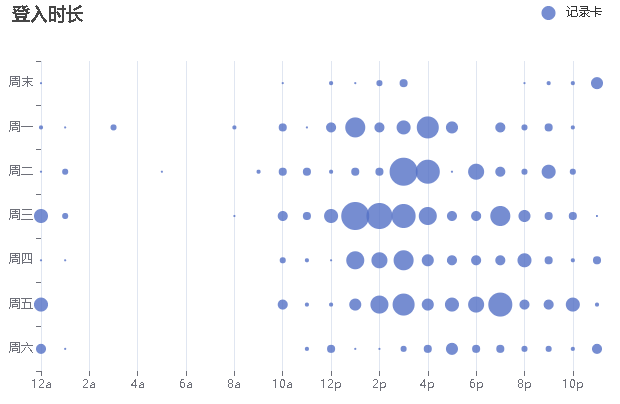 登入时长
记录卡
周末
周一
周二
周三
周四
周五
周六
12a 2a 4a 6a 8a 10a 12p 2p 4p 6p 8p 10p